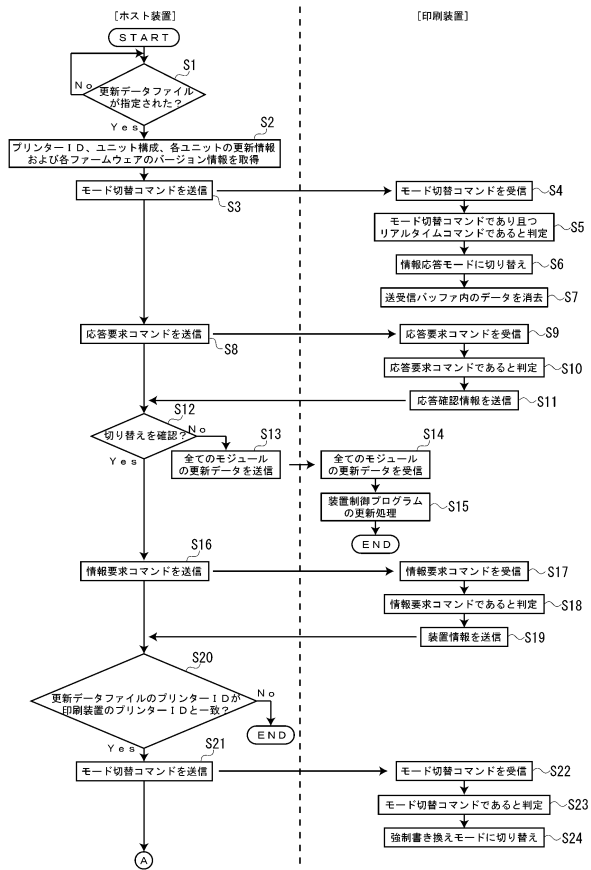 ［ホスト装置］
［印刷装置］
START
S1
No
更新データファイル
が指定された？
Yes
S2
プリンターＩＤ、ユニット構成、各ユニットの更新情報
および各ファームウェアのバージョン情報を取得
モード切替コマンドを送信
S3
モード切替コマンドを受信
S4
モード切替コマンドであり且つ
リアルタイムコマンドであると判定
S5
情報応答モードに切り替え
S6
送受信バッファ内のデータを消去
S7
応答要求コマンドを送信
S8
応答要求コマンドを受信
S9
応答要求コマンドであると判定
S10
応答確認情報を送信
S11
S12
切り替えを確認？
No
Yes
S13
全てのモジュール
の更新データを送信
S14
全てのモジュール
の更新データを受信
装置制御プログラム
の更新処理
S15
END
S16
情報要求コマンドを送信
情報要求コマンドを受信
S17
情報要求コマンドであると判定
S18
装置情報を送信
S19
S20
更新データファイルのプリンターＩＤが
印刷装置のプリンターＩＤと一致？
No
END
Yes
S21
モード切替コマンドを送信
モード切替コマンドを受信
S22
モード切替コマンドであると判定
S23
強制書き換えモードに切り替え
S24
A